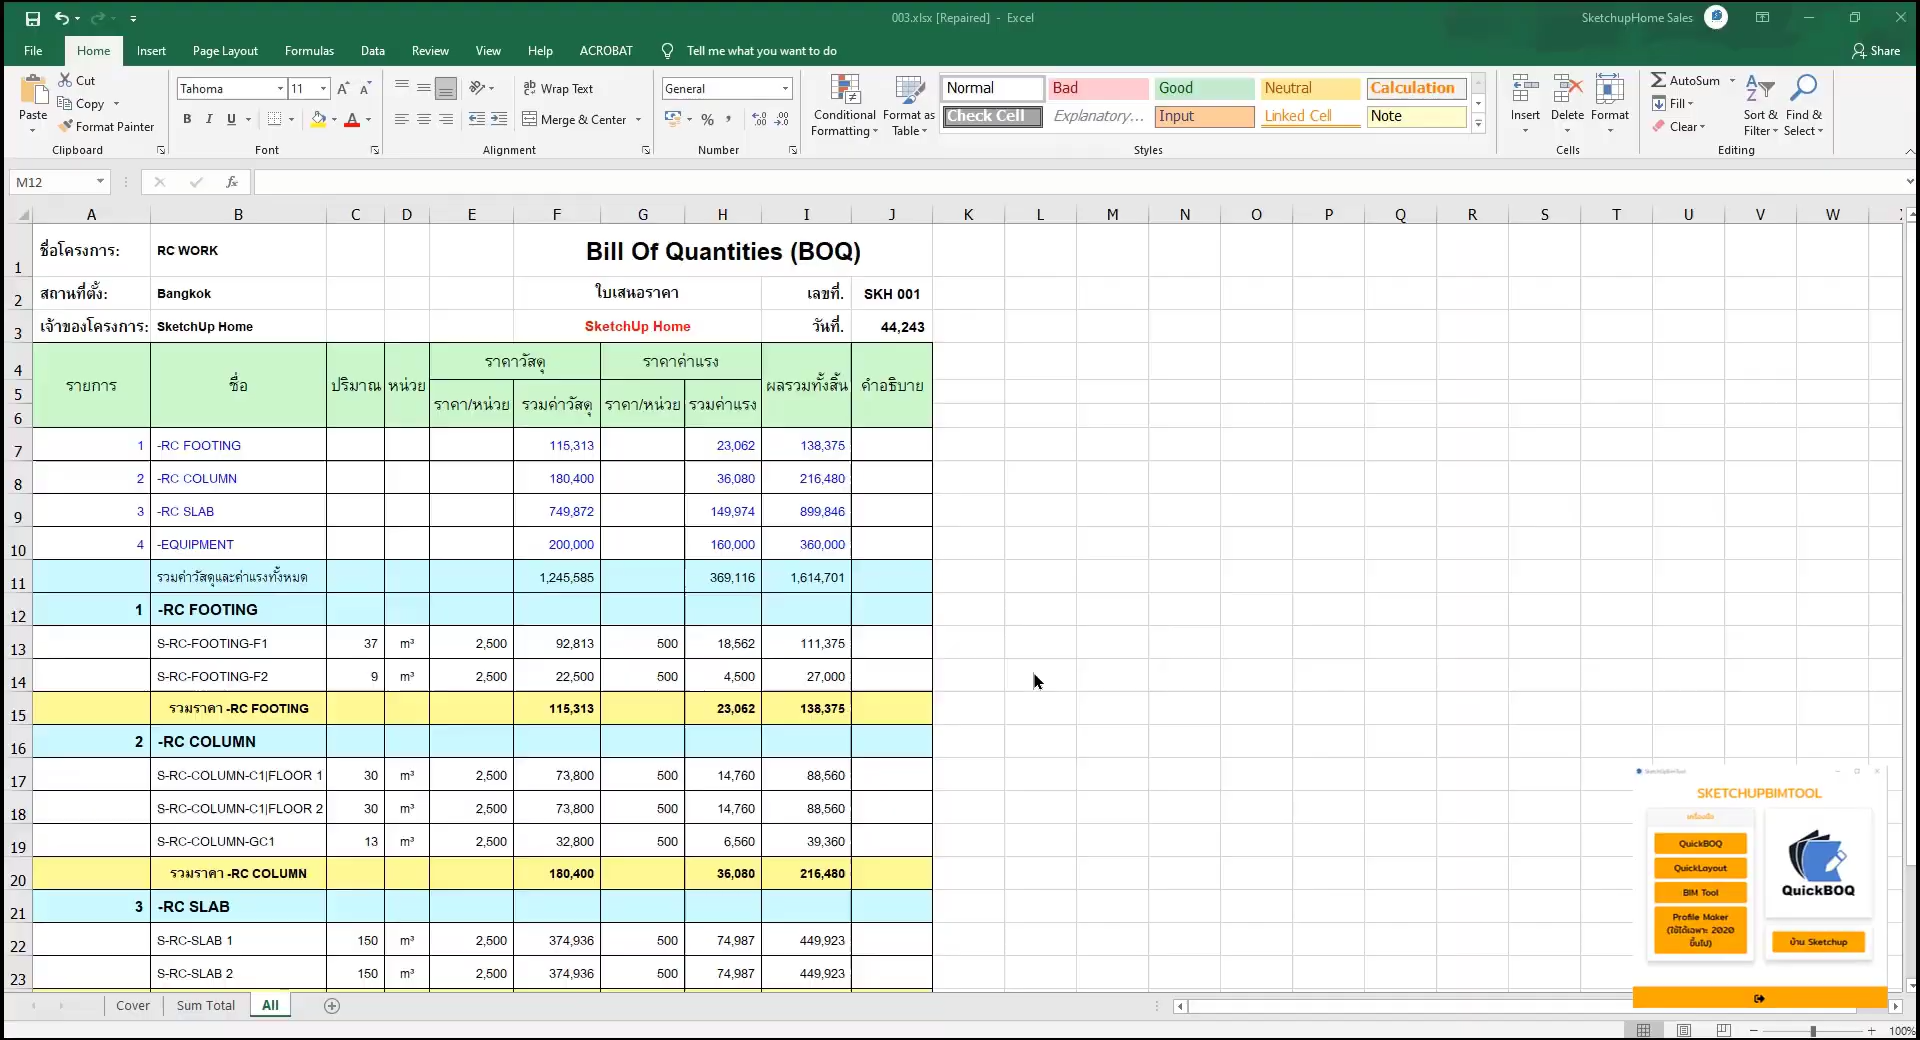 003.xlsx [Repaired] - Excel
SketchupHome Sales
File Home Insert Page Layout Formulas Data Review View Help ACROBAT Tell me what you want to do Share
Paste
Cut
Copy
Format Painter
Clipboard
Tahoma 11
B I U
Font
Wrap Text
Merge & Center
Alignment
General
%
Number
Conditional Formatting
Format as Table
Normal Bad Good Neutral Calculation
Check Cell Explanatory... Input Linked Cell Note
Styles
Insert Delete Format
Cells
AutoSum
Fill
Clear
Sort & Filter
Find & Select
Editing
M12 fx
A B C D E F G H I J K L M N O P Q R S T U V W
1 ชื่อโครงการ: RC WORK Bill Of Quantities (BOQ)
2 สถานที่ตั้ง: Bangkok ใบเสนอราคา เลขที่. SKH 001
3 เจ้าของโครงการ: SketchUp Home SketchUp Home วันที่. 44,243
4 ราคาวัสดุ ราคาค่าแรง
5 รายการ ชื่อ ปริมาณ หน่วย ผลรวมทั้งสิ้น คำอธิบาย
6 ราคา/หน่วย รวมค่าวัสดุ ราคา/หน่วย รวมค่าแรง
7 1 -RC FOOTING 115,313 23,062 138,375
8 2 -RC COLUMN 180,400 36,080 216,480
9 3 -RC SLAB 749,872 149,974 899,846
10 4 -EQUIPMENT 200,000 160,000 360,000
11 รวมค่าวัสดุและค่าแรงทั้งหมด 1,245,585 369,116 1,614,701
12 1 -RC FOOTING
13 S-RC-FOOTING-F1 37 m³ 2,500 92,813 500 18,562 111,375
14 S-RC-FOOTING-F2 9 m³ 2,500 22,500 500 4,500 27,000
15 รวมราคา -RC FOOTING 115,313 23,062 138,375
16 2 -RC COLUMN
17 S-RC-COLUMN-C1|FLOOR 1 30 m³ 2,500 73,800 500 14,760 88,560
18 S-RC-COLUMN-C1|FLOOR 2 30 m³ 2,500 73,800 500 14,760 88,560
19 S-RC-COLUMN-GC1 13 m³ 2,500 32,800 500 6,560 39,360
20 รวมราคา -RC COLUMN 180,400 36,080 216,480
21 3 -RC SLAB
22 S-RC-SLAB 1 150 m³ 2,500 374,936 500 74,987 449,923
23 S-RC-SLAB 2 150 m³ 2,500 374,936 500 74,987 449,923
SketchUpBimTool
SKETCHUPBIMTOOL
เครื่องมือ
QuickBOQ
QuickLayout
BIM Tool
Profile Maker
(ใช้ได้เฉพาะ 2020
ขึ้นไป)
QuickBOQ
บ้าน Sketchup
Cover Sum Total All
100%